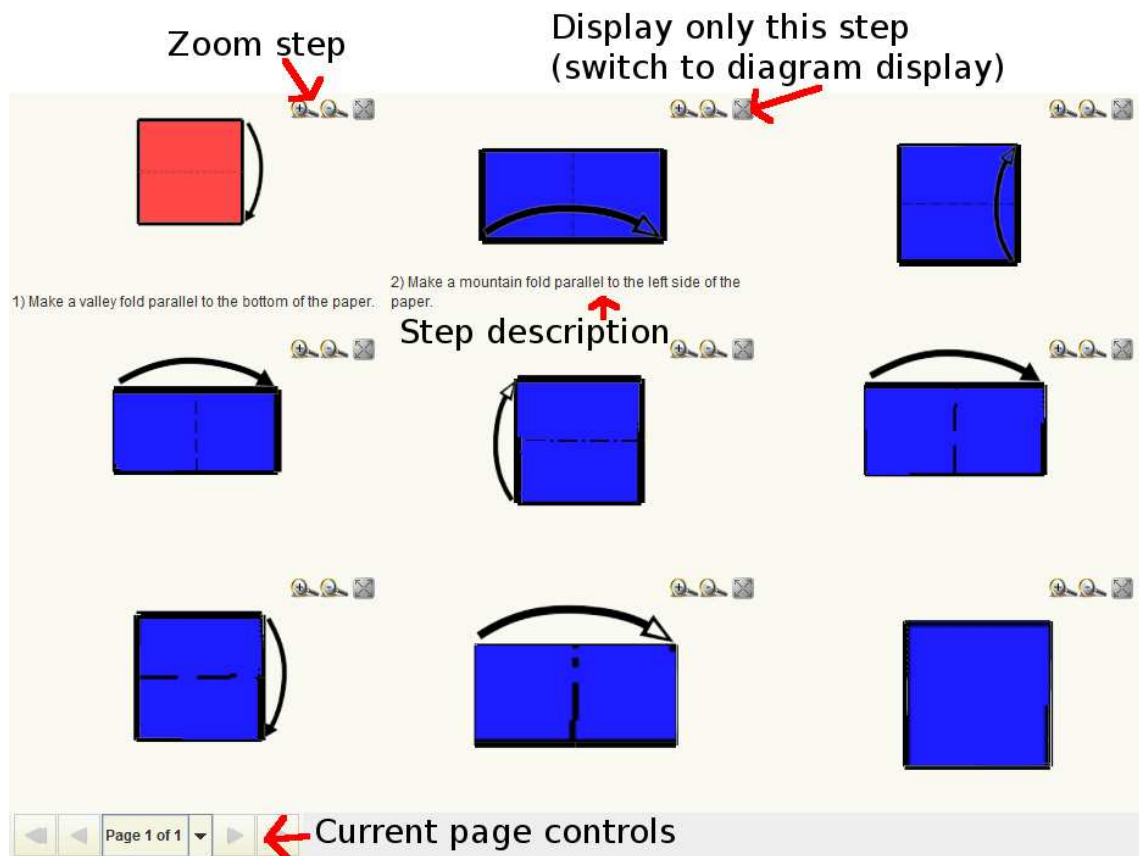 Zoom step
Display only this step
(switch to diagram display)
1) Make a valley fold parallel to the bottom of the paper.
2) Make a mountain fold parallel to the left side of the
paper.
Step description
Page 1 of 1
Current page controls